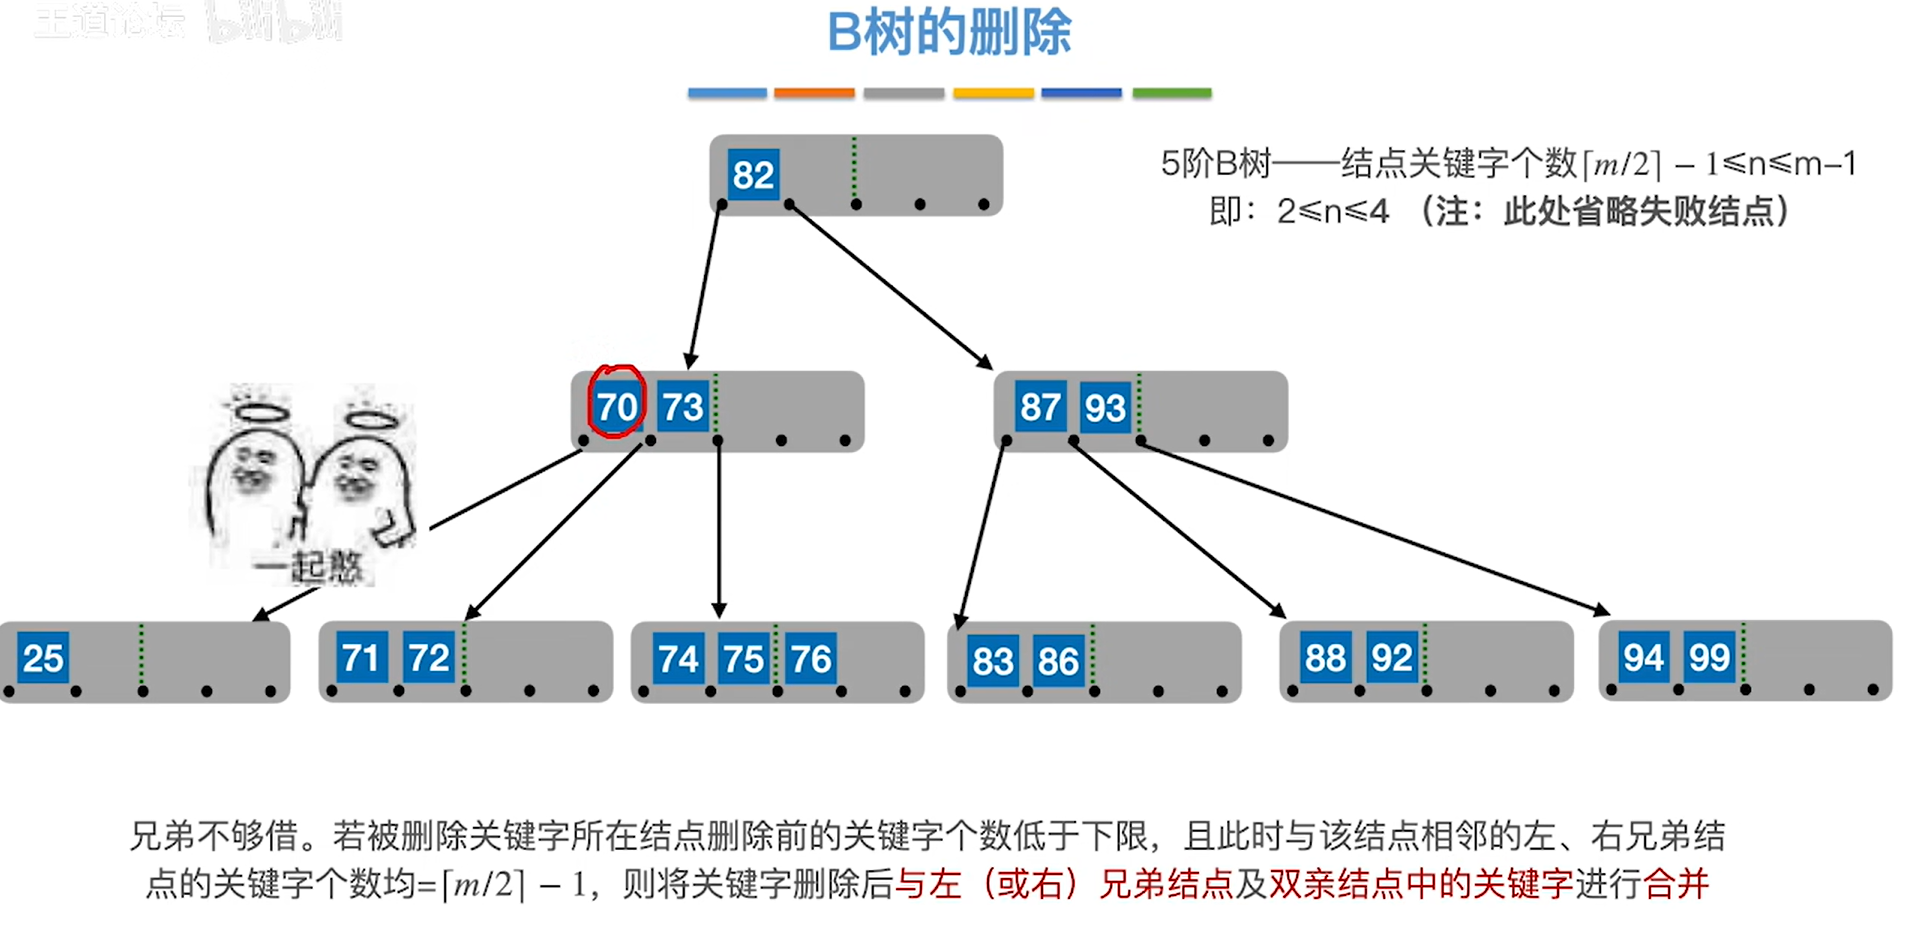 王道论坛 bilibili
B树的删除
82
5阶B树——结点关键字个数⌈m/2⌉ − 1≤n≤m–1
即：2≤n≤4 （注：此处省略失败结点）
70 73
87 93
一起憨
25
71 72
74 75 76
83 86
88 92
94 99
兄弟不够借。若被删除关键字所在结点删除前的关键字个数低于下限，且此时与该结点相邻的左、右兄弟结
点的关键字个数均=⌈m/2⌉ − 1，则将关键字删除后与左（或右）兄弟结点及双亲结点中的关键字进行合并